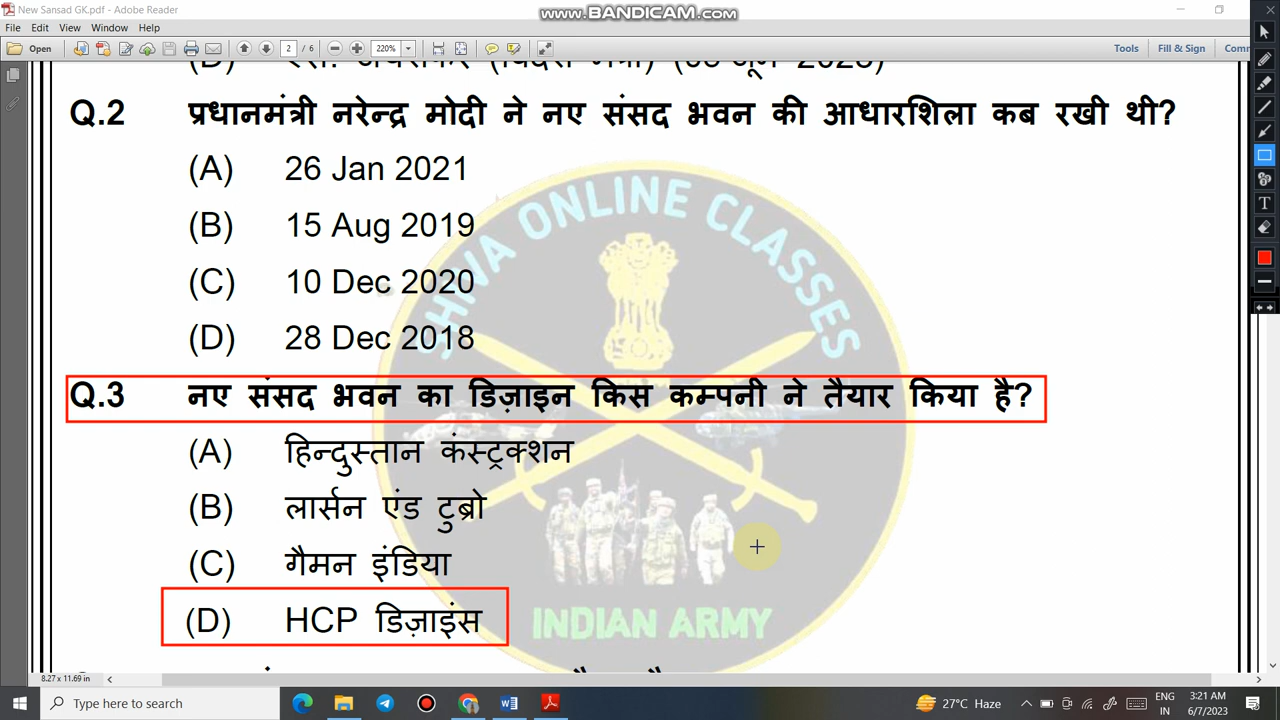 New Sansad GK.pdf - Adobe Reader
www.BANDICAM.com
File Edit View Window Help
Open 2 / 6 220% Tools Fill & Sign Comm
Q.2 प्रधानमंत्री नरेन्द्र मोदी ने नए संसद भवन की आधारशिला कब रखी थी?
(A) 26 Jan 2021
(B) 15 Aug 2019
(C) 10 Dec 2020
(D) 28 Dec 2018
SHIVA ONLINE CLASSES
Q.3 नए संसद भवन का डिज़ाइन किस कम्पनी ने तैयार किया है?
(A) हिन्दुस्तान कंस्ट्रक्शन
(B) लार्सन एंड टुब्रो
(C) गैमन इंडिया
(D) HCP डिज़ाइंस
INDIAN ARMY
8.27 x 11.69 in
Type here to search
27°C Haze
ENG
IN
3:21 AM
6/7/2023